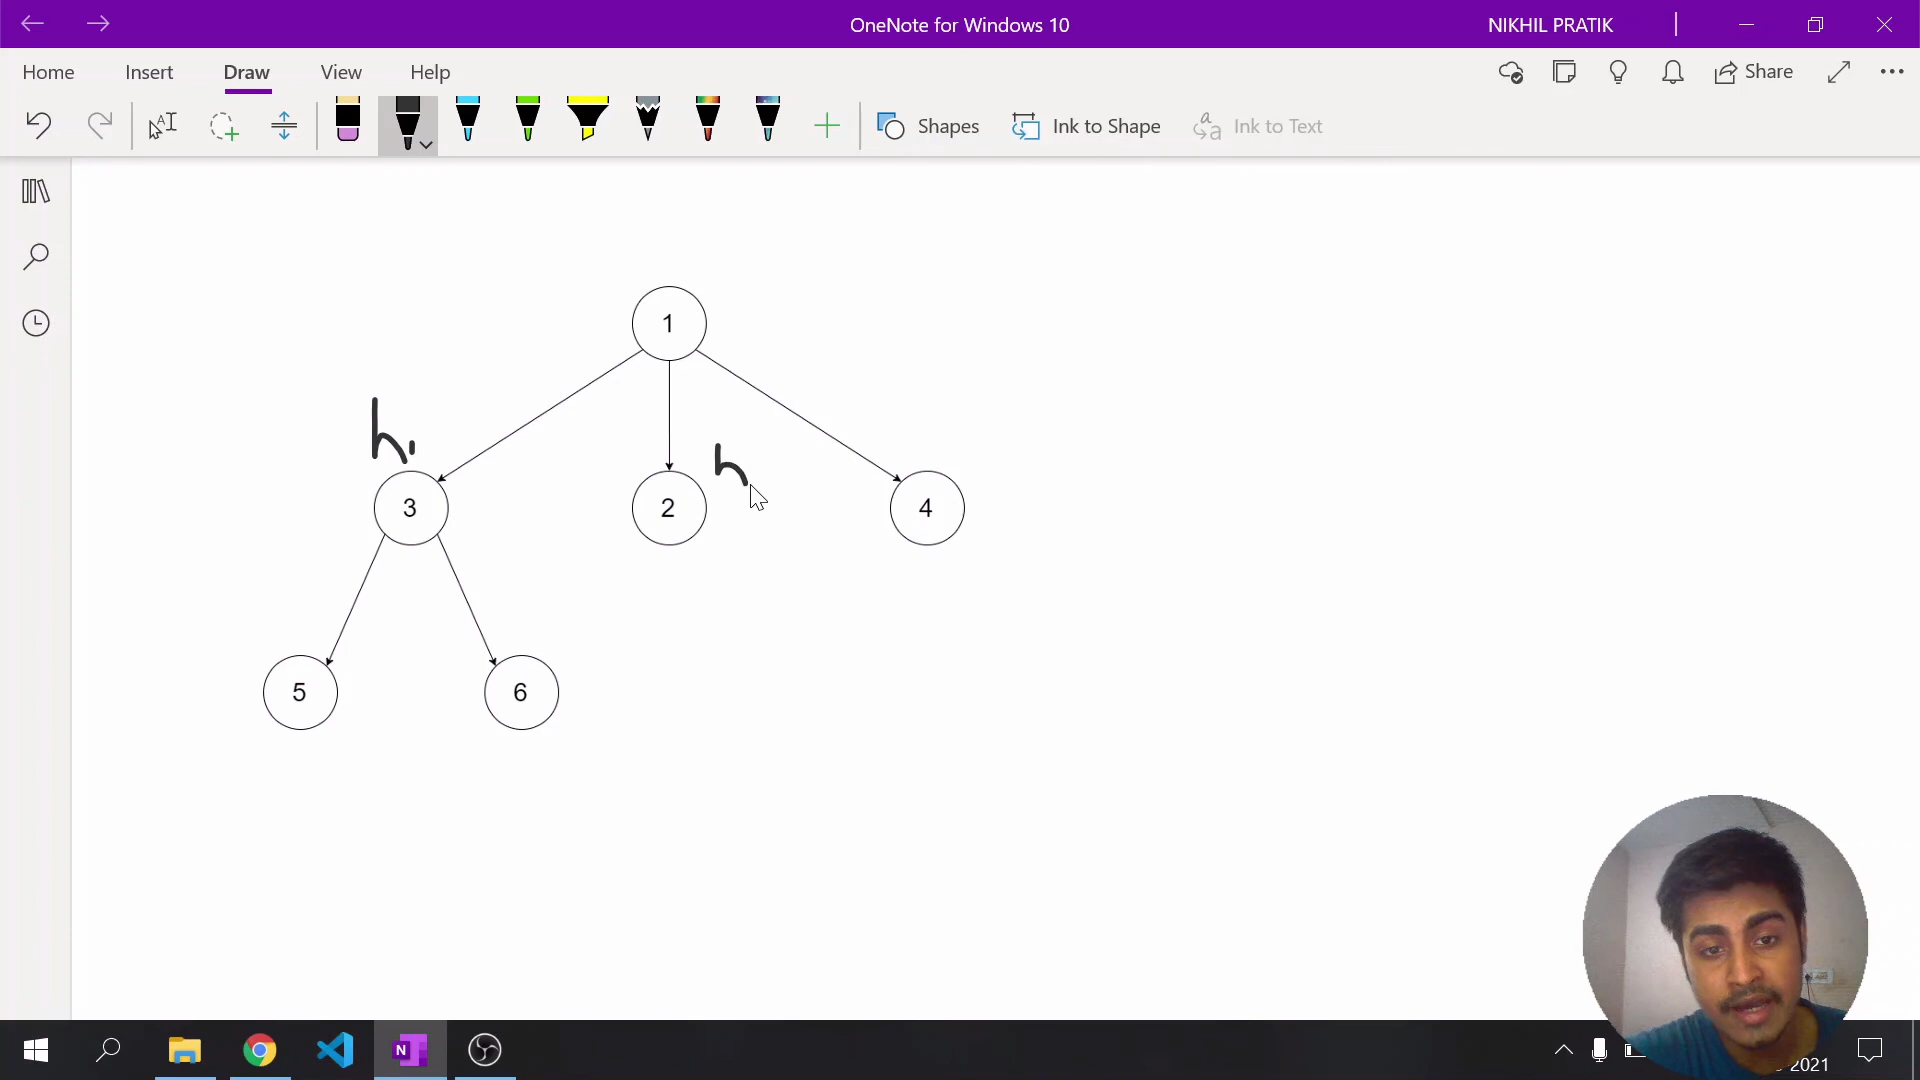 OneNote for Windows 10
NIKHIL PRATIK
Home Insert Draw View Help
Share
Shapes Ink to Shape Ink to Text
1
h1
h
3 2 4
5 6
2021